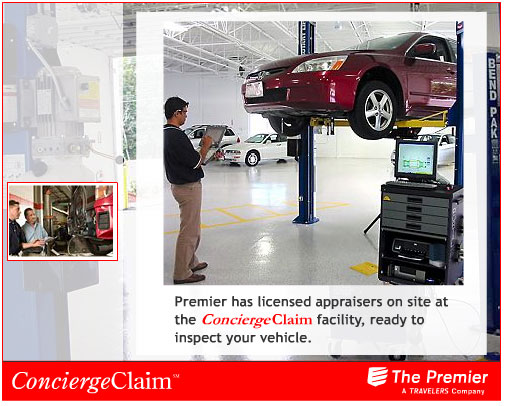 BEND PAK
Premier has licensed appraisers on site at
the ConciergeClaim facility, ready to
inspect your vehicle.
ConciergeClaim℠
The Premier
A TRAVELERS Company